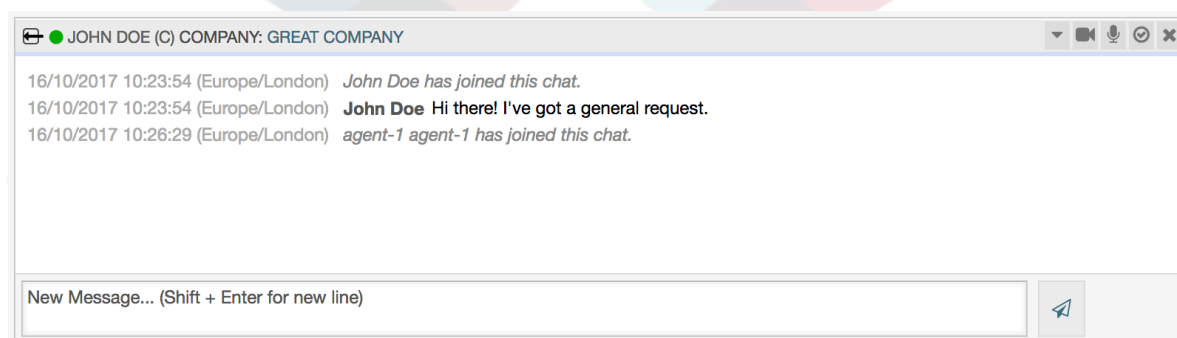 JOHN DOE (C) COMPANY: GREAT COMPANY
16/10/2017 10:23:54 (Europe/London) John Doe has joined this chat.
16/10/2017 10:23:54 (Europe/London) John Doe Hi there! I've got a general request.
16/10/2017 10:26:29 (Europe/London) agent-1 agent-1 has joined this chat.
New Message... (Shift + Enter for new line)